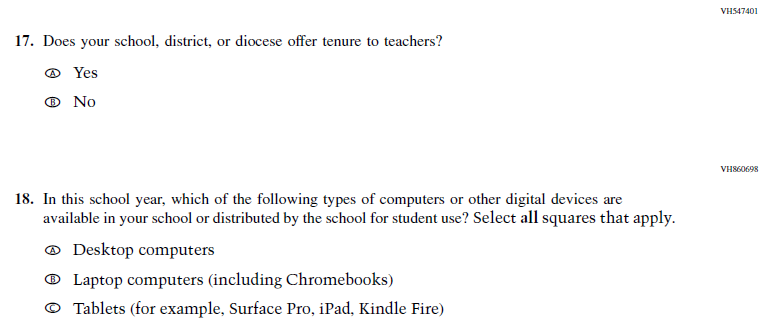 VH547401
17. Does your school, district, or diocese offer tenure to teachers?
A Yes
B No
VH860698
18. In this school year, which of the following types of computers or other digital devices are
available in your school or distributed by the school for student use? Select all squares that apply.
A Desktop computers
B Laptop computers (including Chromebooks)
C Tablets (for example, Surface Pro, iPad, Kindle Fire)